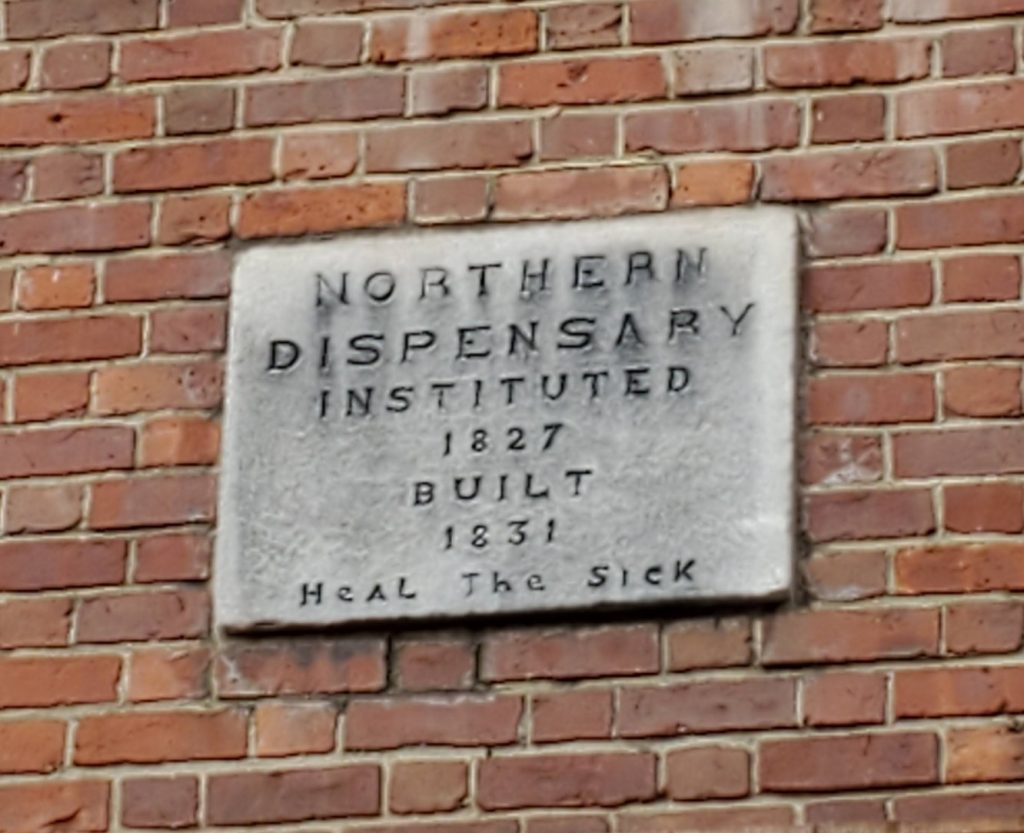 NORTHERN
DISPENSARY
INSTITUTED
1827
BUILT
1831
HeAL The SIcK